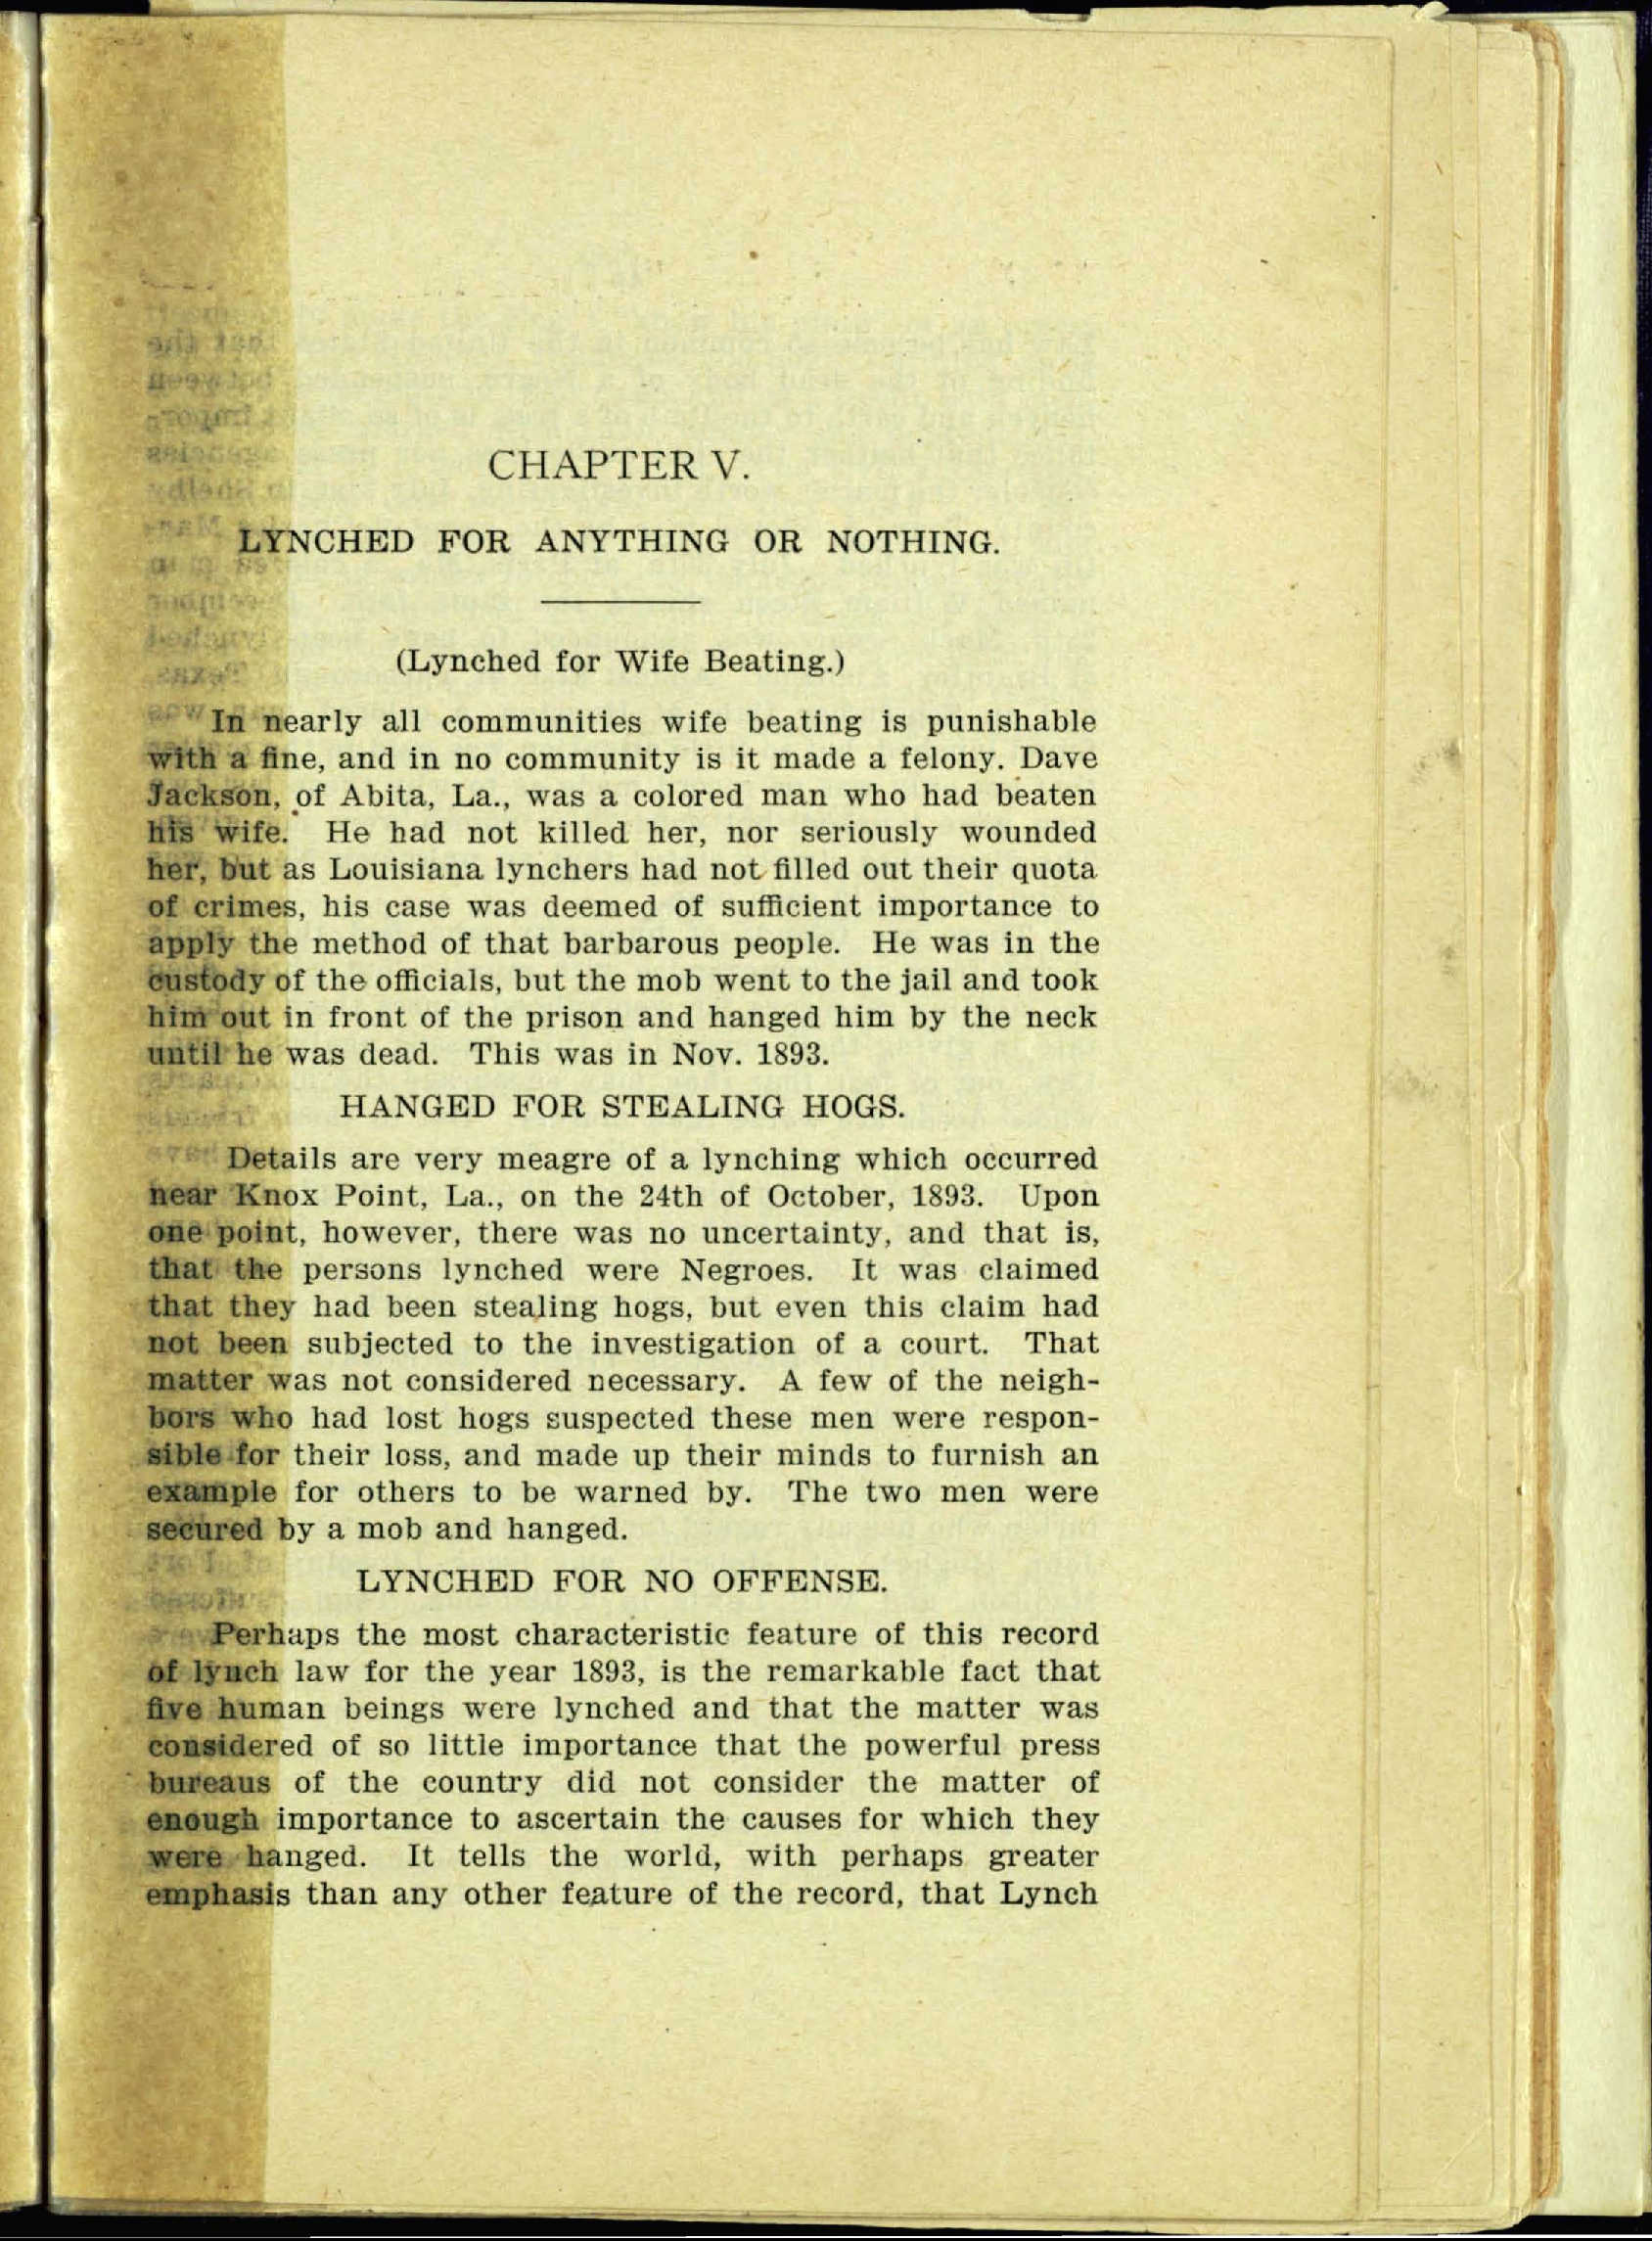 CHAPTER V.
LYNCHED FOR ANYTHING OR NOTHING.
(Lynched for Wife Beating.)
In nearly all communities wife beating is punishable
with a fine, and in no community is it made a felony. Dave
Jackson, of Abita, La., was a colored man who had beaten
his wife. He had not killed her, nor seriously wounded
her, but as Louisiana lynchers had not filled out their quota
of crimes, his case was deemed of sufficient importance to
apply the method of that barbarous people. He was in the
custody of the officials, but the mob went to the jail and took
him out in front of the prison and hanged him by the neck
until he was dead. This was in Nov. 1893.
HANGED FOR STEALING HOGS.
Details are very meagre of a lynching which occurred
near Knox Point, La., on the 24th of October, 1893. Upon
one point, however, there was no uncertainty, and that is,
that the persons lynched were Negroes. It was claimed
that they had been stealing hogs, but even this claim had
not been subjected to the investigation of a court. That
matter was not considered necessary. A few of the neigh-
bors who had lost hogs suspected these men were respon-
sible for their loss, and made up their minds to furnish an
example for others to be warned by. The two men were
secured by a mob and hanged.
LYNCHED FOR NO OFFENSE.
Perhaps the most characteristic feature of this record
of lynch law for the year 1893, is the remarkable fact that
five human beings were lynched and that the matter was
considered of so little importance that the powerful press
bureaus of the country did not consider the matter of
enough importance to ascertain the causes for which they
were hanged. It tells the world, with perhaps greater
emphasis than any other feature of the record, that Lynch